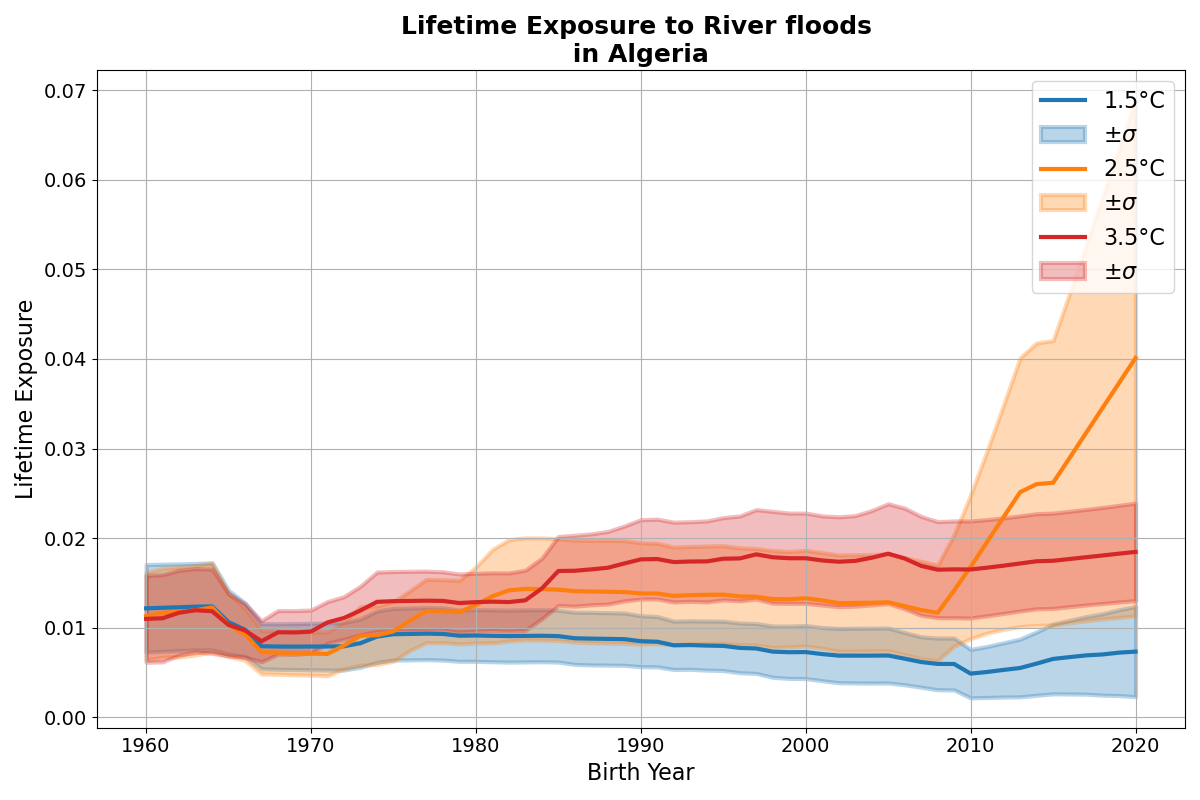 Lifetime Exposure to River floods
in Algeria
Lifetime Exposure
0.07
0.06
0.05
0.04
0.03
0.02
0.01
0.00
1.5°C
±σ
2.5°C
±σ
3.5°C
±σ
1960 1970 1980 1990 2000 2010 2020
Birth Year